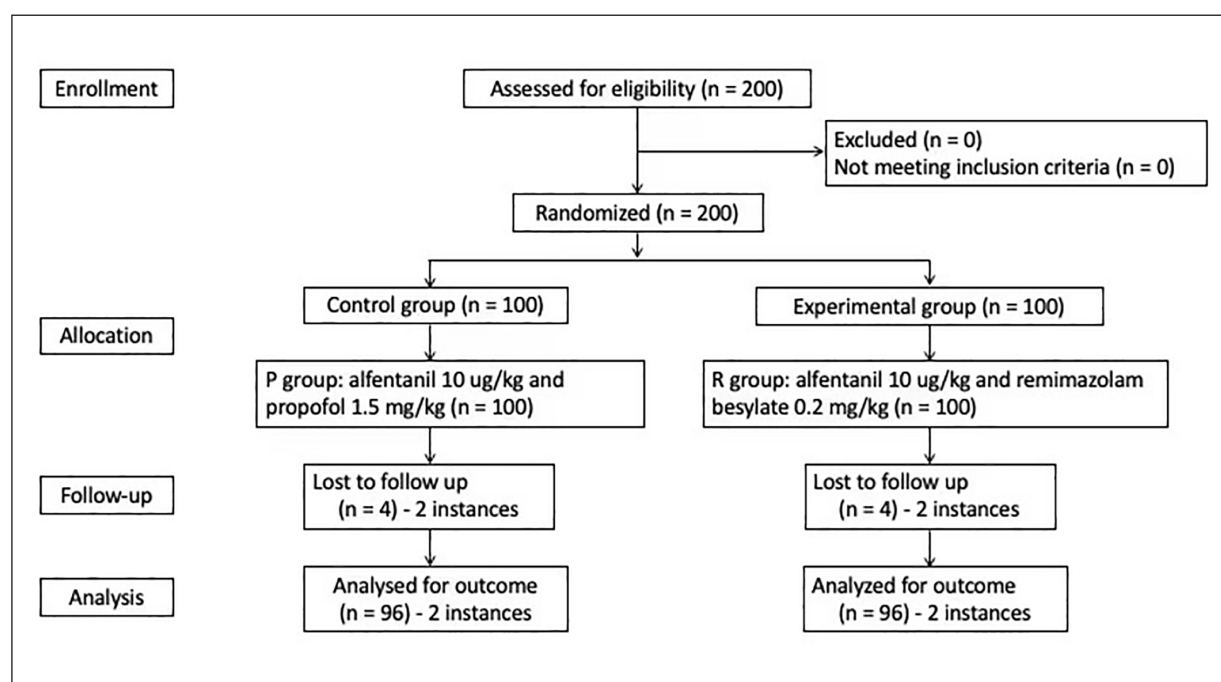 Enrollment
Assessed for eligibility (n = 200)
Excluded (n = 0)
Not meeting inclusion criteria (n = 0)
Randomized (n = 200)
Allocation
Control group (n = 100)
Experimental group (n = 100)
P group: alfentanil 10 ug/kg and
propofol 1.5 mg/kg (n = 100)
R group: alfentanil 10 ug/kg and remimazolam
besylate 0.2 mg/kg (n = 100)
Follow-up
Lost to follow up
(n = 4) - 2 instances
Lost to follow up
(n = 4) - 2 instances
Analysis
Analysed for outcome
(n = 96) - 2 instances
Analyzed for outcome
(n = 96) - 2 instances